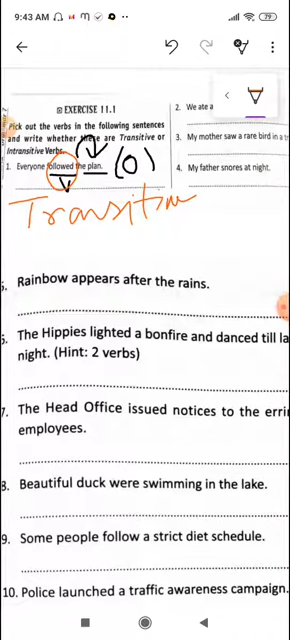 9:43 AM
79
EXERCISE 11.1
Pick out the verbs in the following sentences
and write whether are Transitive or
Intransitive Verbs.
1. Everyone followed the plan.
V
(O)
Transitive
2. We ate a
3. My mother saw a rare bird in a
4. My father snores at night.
5. Rainbow appears after the rains.
6. The Hippies lighted a bonfire and danced till la
night. (Hint: 2 verbs)
7. The Head Office issued notices to the erri
employees.
8. Beautiful duck were swimming in the lake.
9. Some people follow a strict diet schedule.
10. Police launched a traffic awareness campaign.